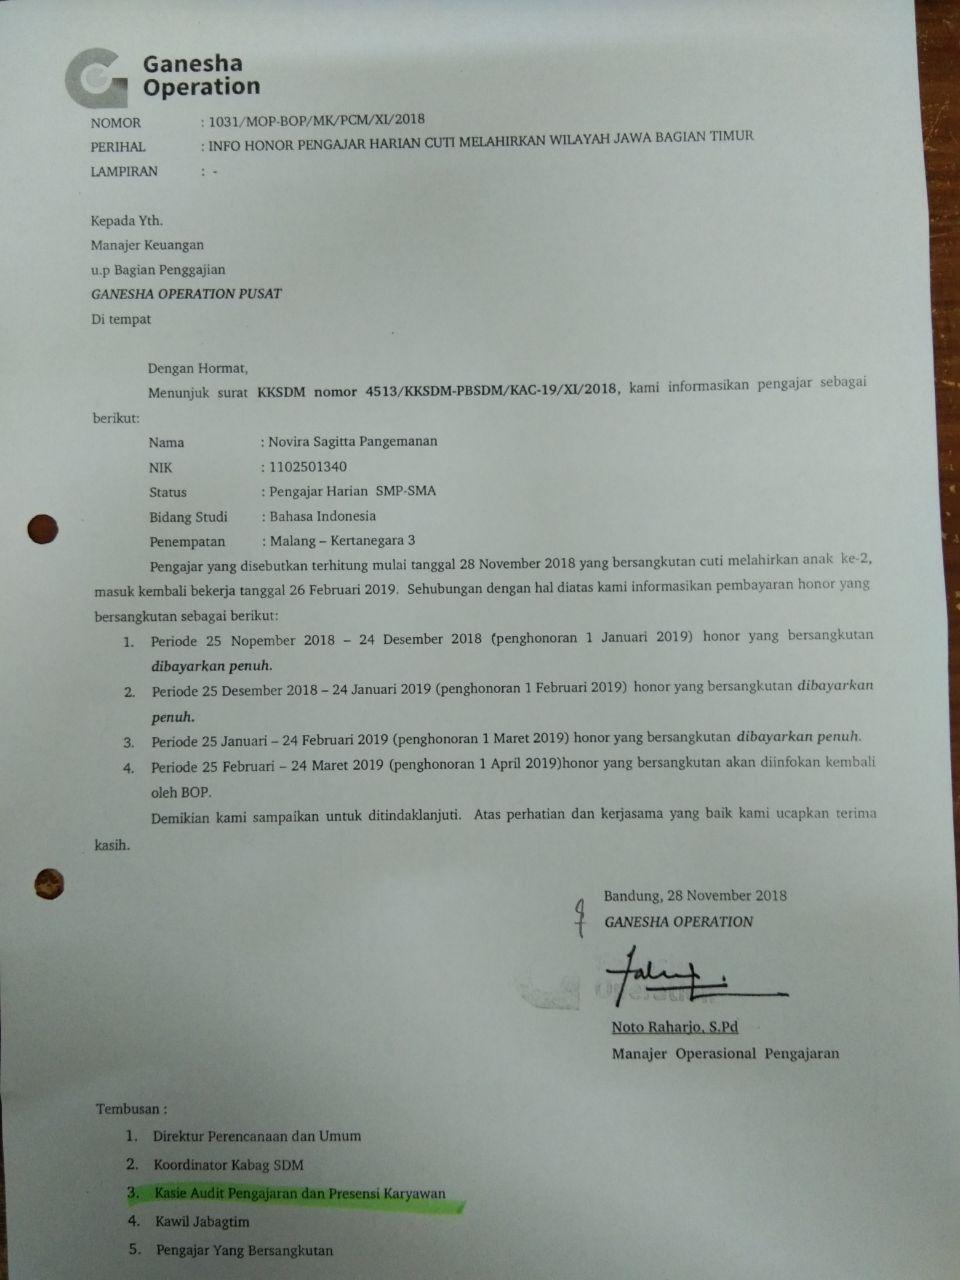 Ganesha
Operation
NOMOR : 1031/MOP-BOP/MK/PCM/XI/2018
PERIHAL : INFO HONOR PENGAJAR HARIAN CUTI MELAHIRKAN WILAYAH JAWA BAGIAN TIMUR
LAMPIRAN : -
Kepada Yth.
Manajer Keuangan
u.p Bagian Penggajian
GANESHA OPERATION PUSAT
Di tempat
Dengan Hormat,
Menunjuk surat KKSDM nomor 4513/KKSDM-PBSDM/KAC-19/XI/2018, kami informasikan pengajar sebagai
berikut:
Nama : Novira Sagitta Pangemanan
NIK : 1102501340
Status : Pengajar Harian SMP-SMA
Bidang Studi : Bahasa Indonesia
Penempatan : Malang – Kertanegara 3
Pengajar yang disebutkan terhitung mulai tanggal 28 November 2018 yang bersangkutan cuti melahirkan anak ke-2,
masuk kembali bekerja tanggal 26 Februari 2019. Sehubungan dengan hal diatas kami informasikan pembayaran honor yang
bersangkutan sebagai berikut:
1. Periode 25 Nopember 2018 – 24 Desember 2018 (penghonoran 1 Januari 2019) honor yang bersangkutan
dibayarkan penuh.
2. Periode 25 Desember 2018 – 24 Januari 2019 (penghonoran 1 Februari 2019) honor yang bersangkutan dibayarkan
penuh.
3. Periode 25 Januari – 24 Februari 2019 (penghonoran 1 Maret 2019) honor yang bersangkutan dibayarkan penuh.
4. Periode 25 Februari – 24 Maret 2019 (penghonoran 1 April 2019)honor yang bersangkutan akan diinfokan kembali
oleh BOP.
Demikian kami sampaikan untuk ditindaklanjuti. Atas perhatian dan kerjasama yang baik kami ucapkan terima
kasih.
Bandung, 28 November 2018
GANESHA OPERATION
Noto Raharjo, S.Pd
Manajer Operasional Pengajaran
Tembusan :
1. Direktur Perencanaan dan Umum
2. Koordinator Kabag SDM
3. Kasie Audit Pengajaran dan Presensi Karyawan
4. Kawil Jabagtim
5. Pengajar Yang Bersangkutan